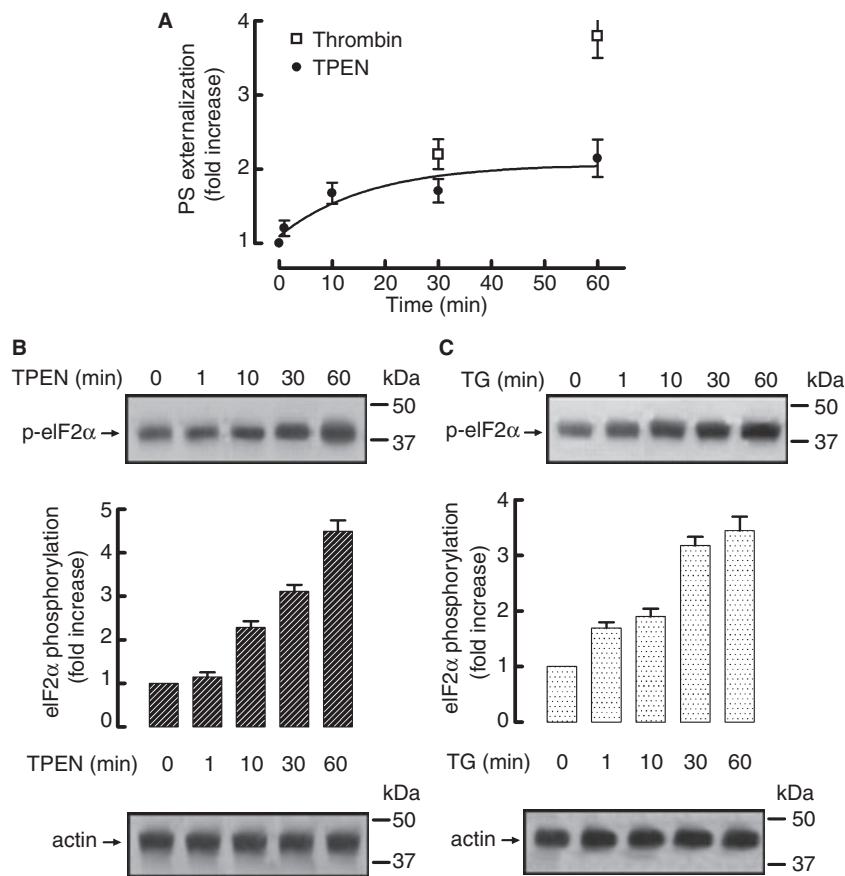 A
PS externalization
(fold increase)
4
3
2
1
Thrombin
TPEN
0 10 20 30 40 50 60
Time (min)
B
TPEN (min) 0 1 10 30 60 kDa
p-eIF2α
50
37
eIF2α phosphorylation
(fold increase)
5
4
3
2
1
0
TPEN (min) 0 1 10 30 60
kDa
actin
50
37
C
TG (min) 0 1 10 30 60 kDa
p-eIF2α
50
37
eIF2α phosphorylation
(fold increase)
4
3
2
1
0
TG (min) 0 1 10 30 60
kDa
actin
50
37